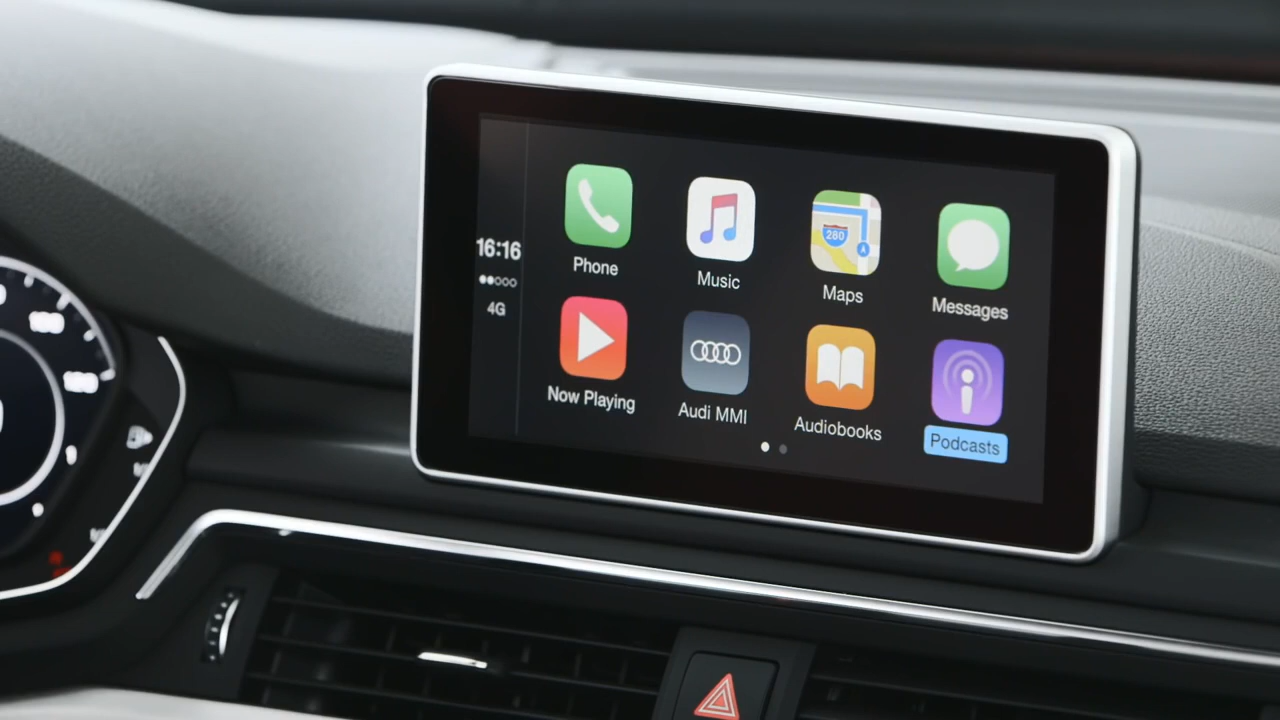 16:16
4G
Phone
Music
280
Maps
Messages
Now Playing
Audi MMI
Audiobooks
Podcasts